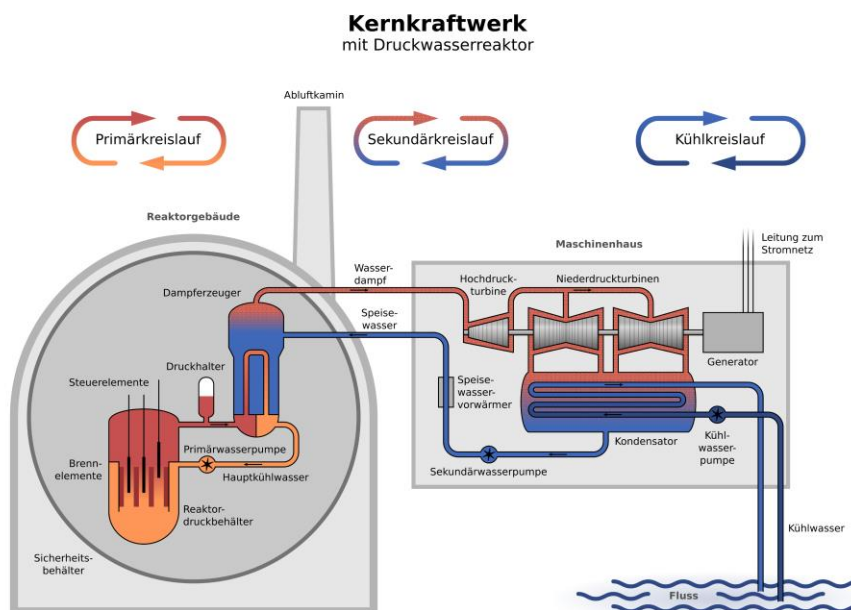 Kernkraftwerk
mit Druckwasserreaktor
Abluftkamin
Primärkreislauf
Sekundärkreislauf
Kühlkreislauf
Reaktorgebäude
Maschinenhaus
Leitung zum
Stromnetz
Wasser-
dampf
Hochdruck-
turbine
Niederdruckturbinen
Dampferzeuger
Speise-
wasser
Druckhalter
Steuerelemente
Generator
Speise-
wasser-
vorwärmer
Primärwasserpumpe
Kondensator
Kühl-
wasser-
pumpe
Brenn-
elemente
Hauptkühlwasser
Sekundärwasserpumpe
Reaktor-
druckbehälter
Kühlwasser
Sicherheits-
behälter
Fluss